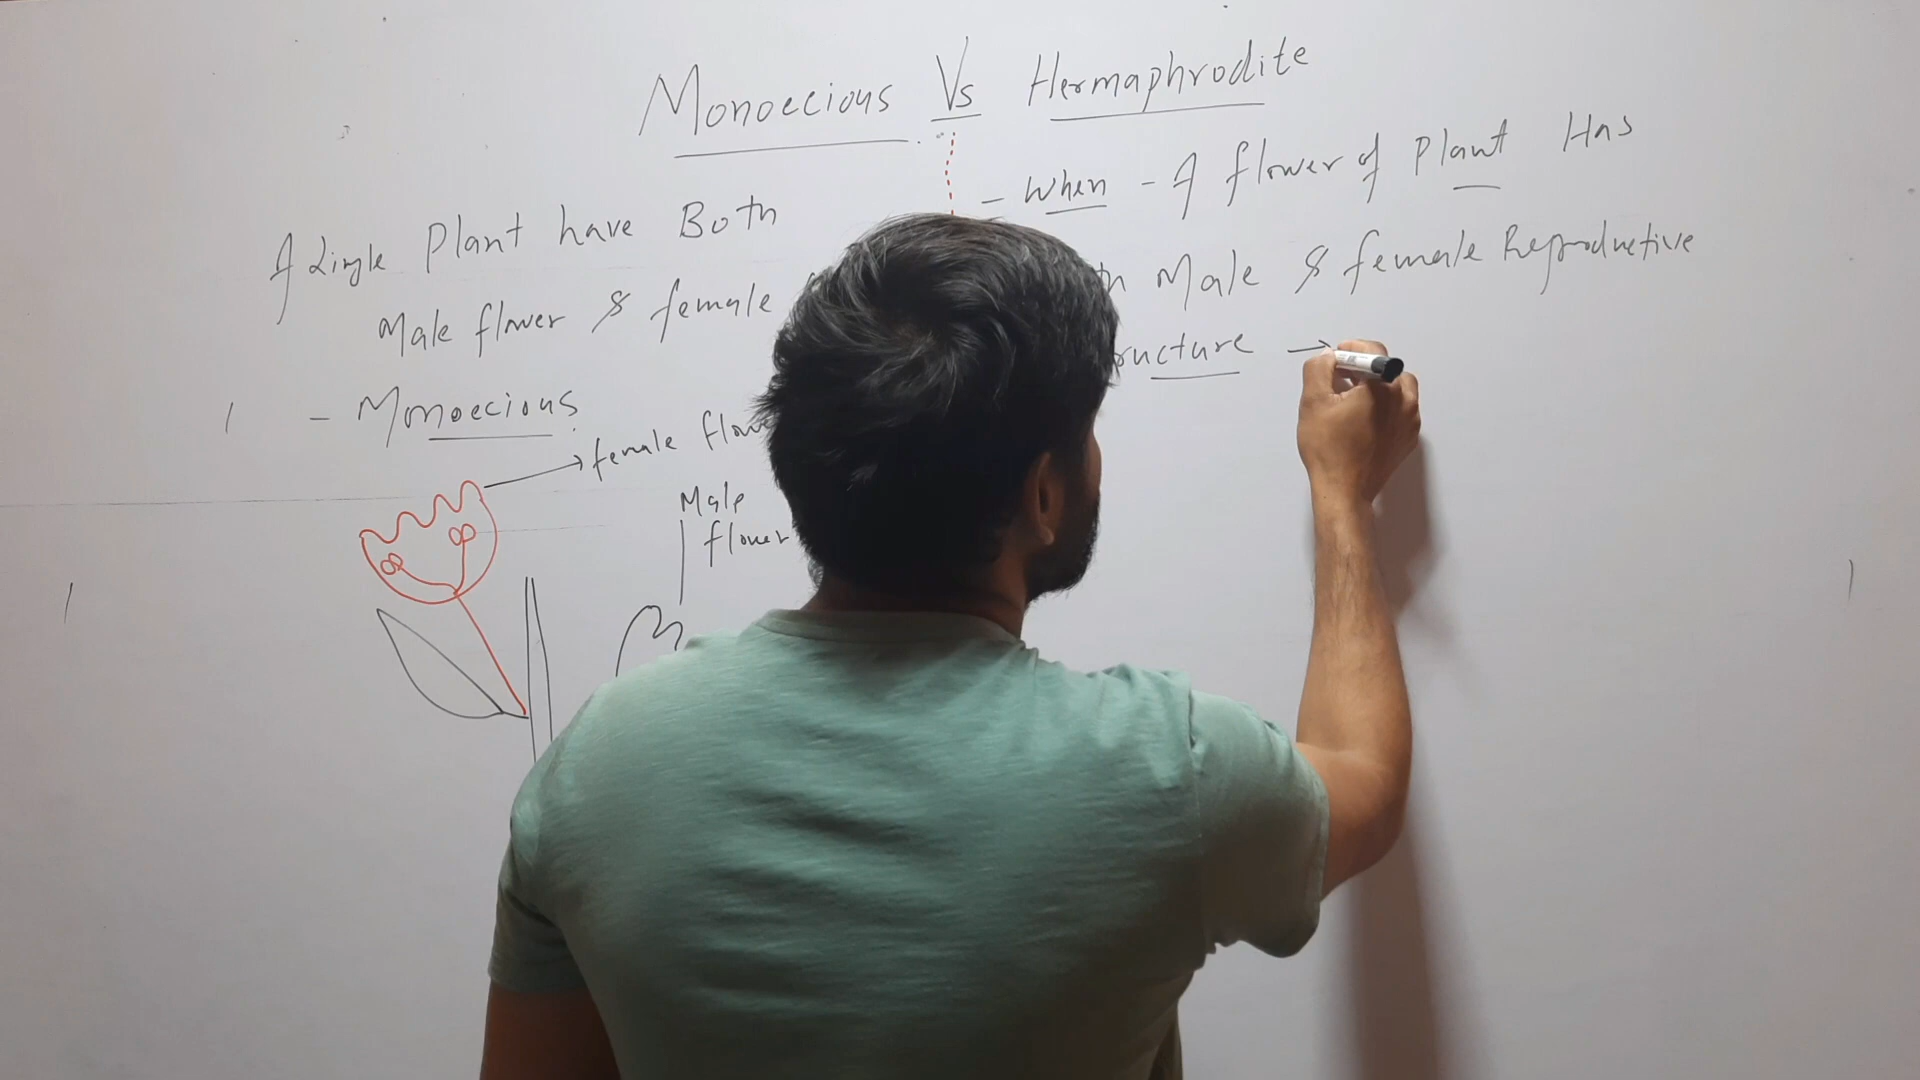 Monoecious Vs Hermaphrodite
A Single Plant have Both
Male flower & female
- Monoecious
female flow
Male
flower
- When - A flower of Plant Has
Male & female Reproductive
ructure →